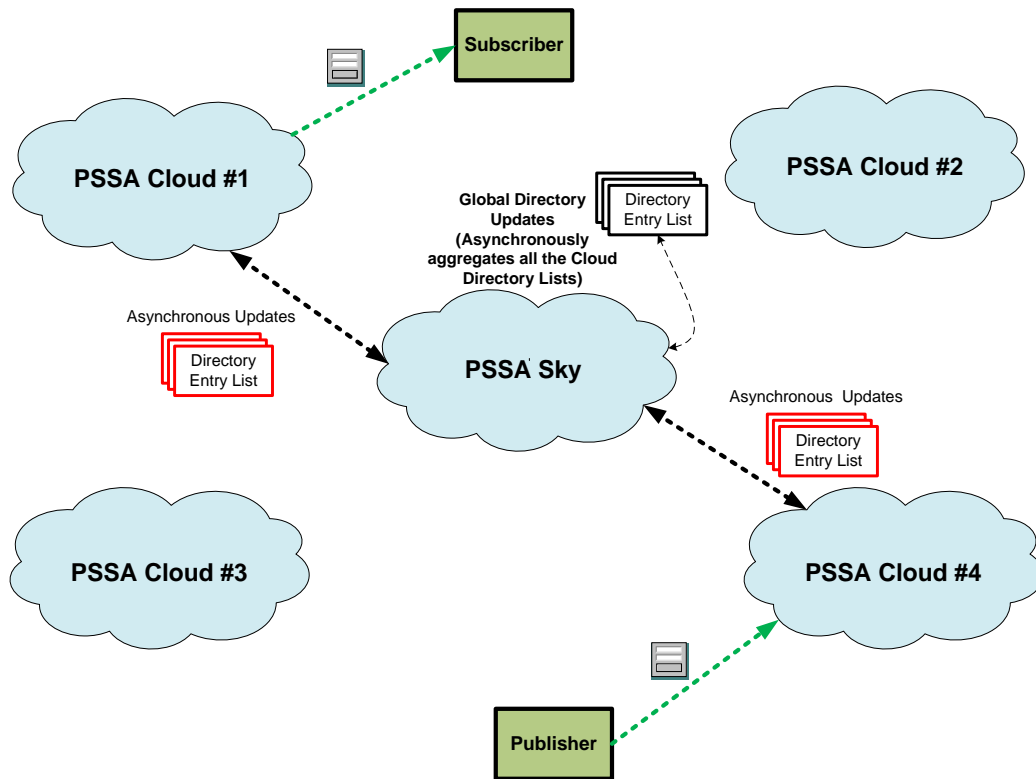 Subscriber
PSSA Cloud #1
PSSA Cloud #2
Global Directory
Updates
(Asynchronously
aggregates all the Cloud
Directory Lists)
Directory
Entry List
Asynchronous Updates
Directory
Entry List
PSSA Sky
Asynchronous  Updates
Directory
Entry List
PSSA Cloud #3
PSSA Cloud #4
Publisher